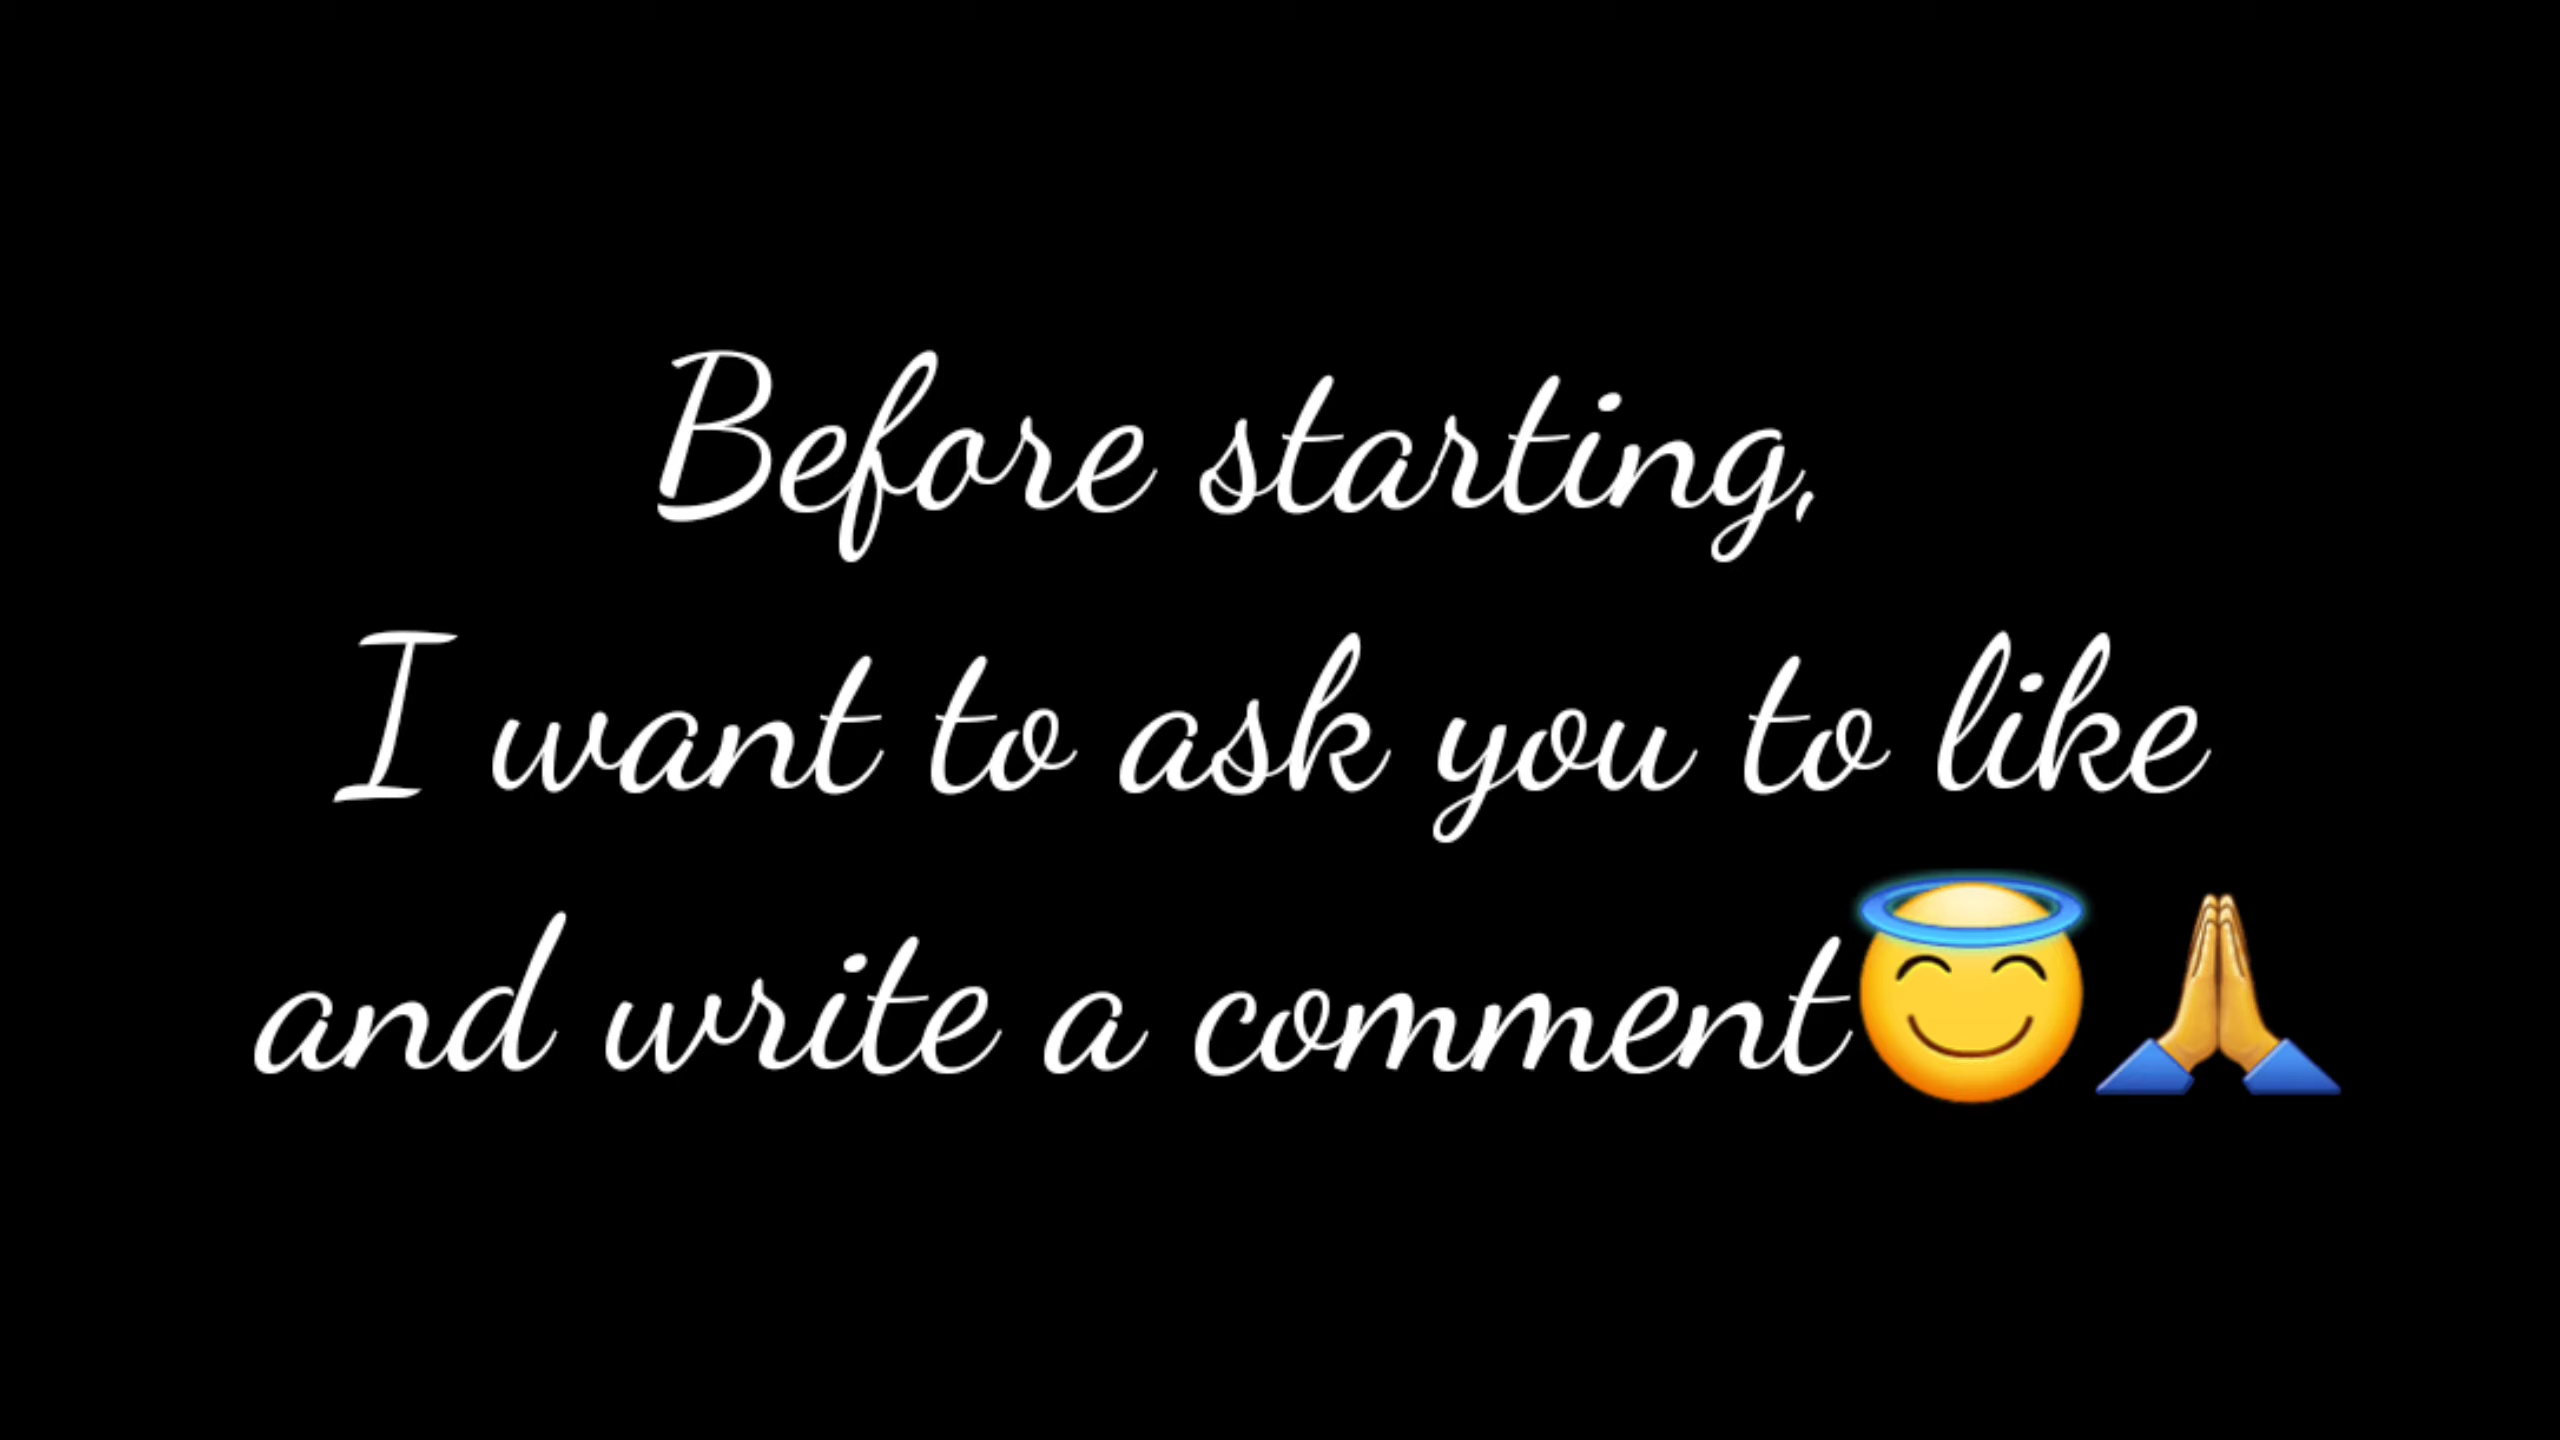 Before starting,
I want to ask you to like
and write a comment😇🙏